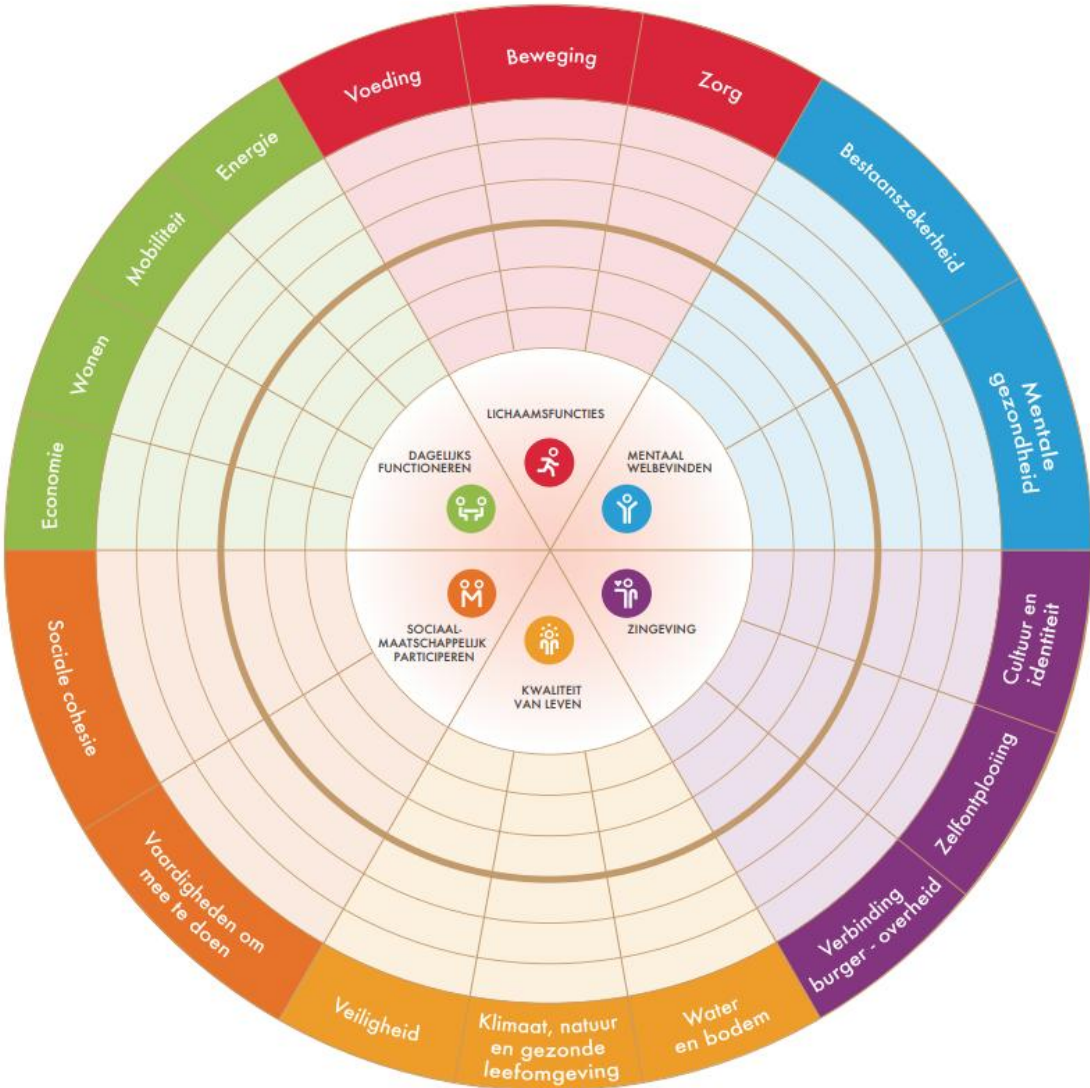 Voeding
Beweging
Zorg
Bestaanszekerheid
Mentale
gezondheid
Cultuur en
identiteit
Zelfontplooiing
Verbinding
burger - overheid
Water
en bodem
Klimaat, natuur
en gezonde
leefomgeving
Veiligheid
Vaardigheden om
mee te doen
Sociale cohesie
Economie
Wonen
Mobiliteit
Energie
LICHAAMSFUNCTIES
MENTAAL
WELBEVINDEN
ZINGEVING
KWALITEIT
VAN LEVEN
SOCIAAL-
MAATSCHAPPELIJK
PARTICIPEREN
DAGELIJKS
FUNCTIONEREN